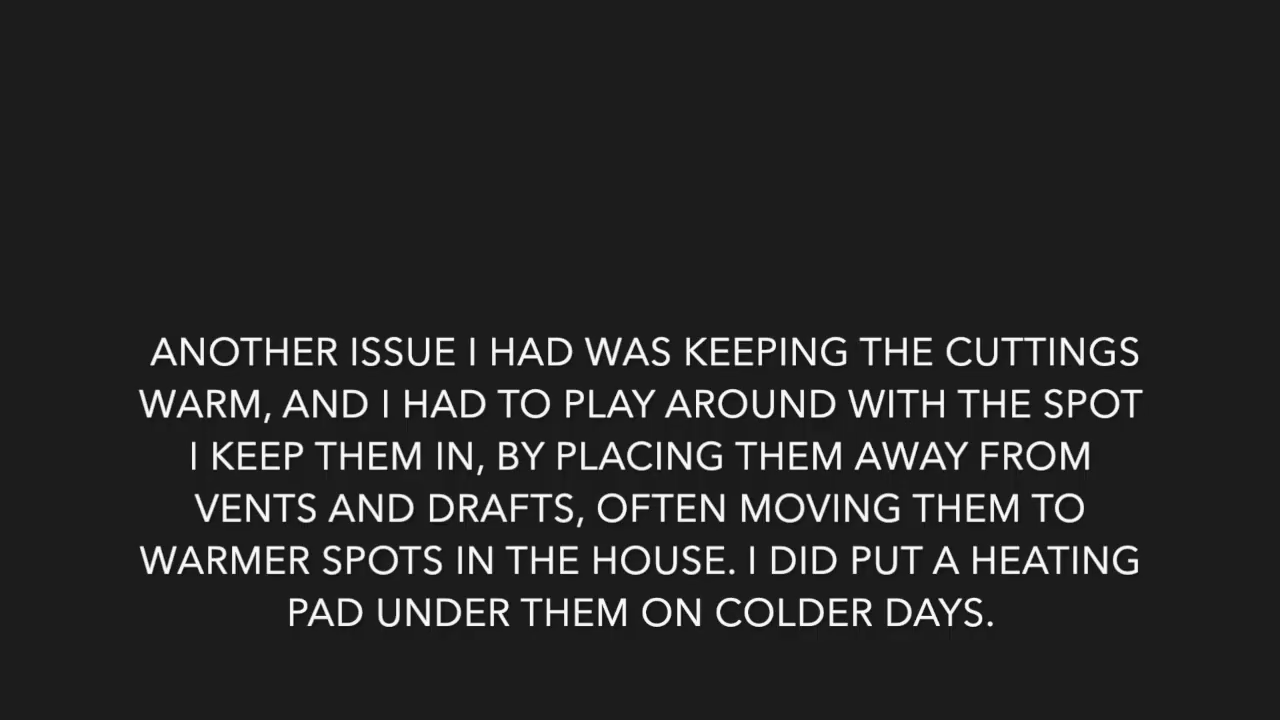 ANOTHER ISSUE I HAD WAS KEEPING THE CUTTINGS
WARM, AND I HAD TO PLAY AROUND WITH THE SPOT
I KEEP THEM IN, BY PLACING THEM AWAY FROM
VENTS AND DRAFTS, OFTEN MOVING THEM TO
WARMER SPOTS IN THE HOUSE. I DID PUT A HEATING
PAD UNDER THEM ON COLDER DAYS.